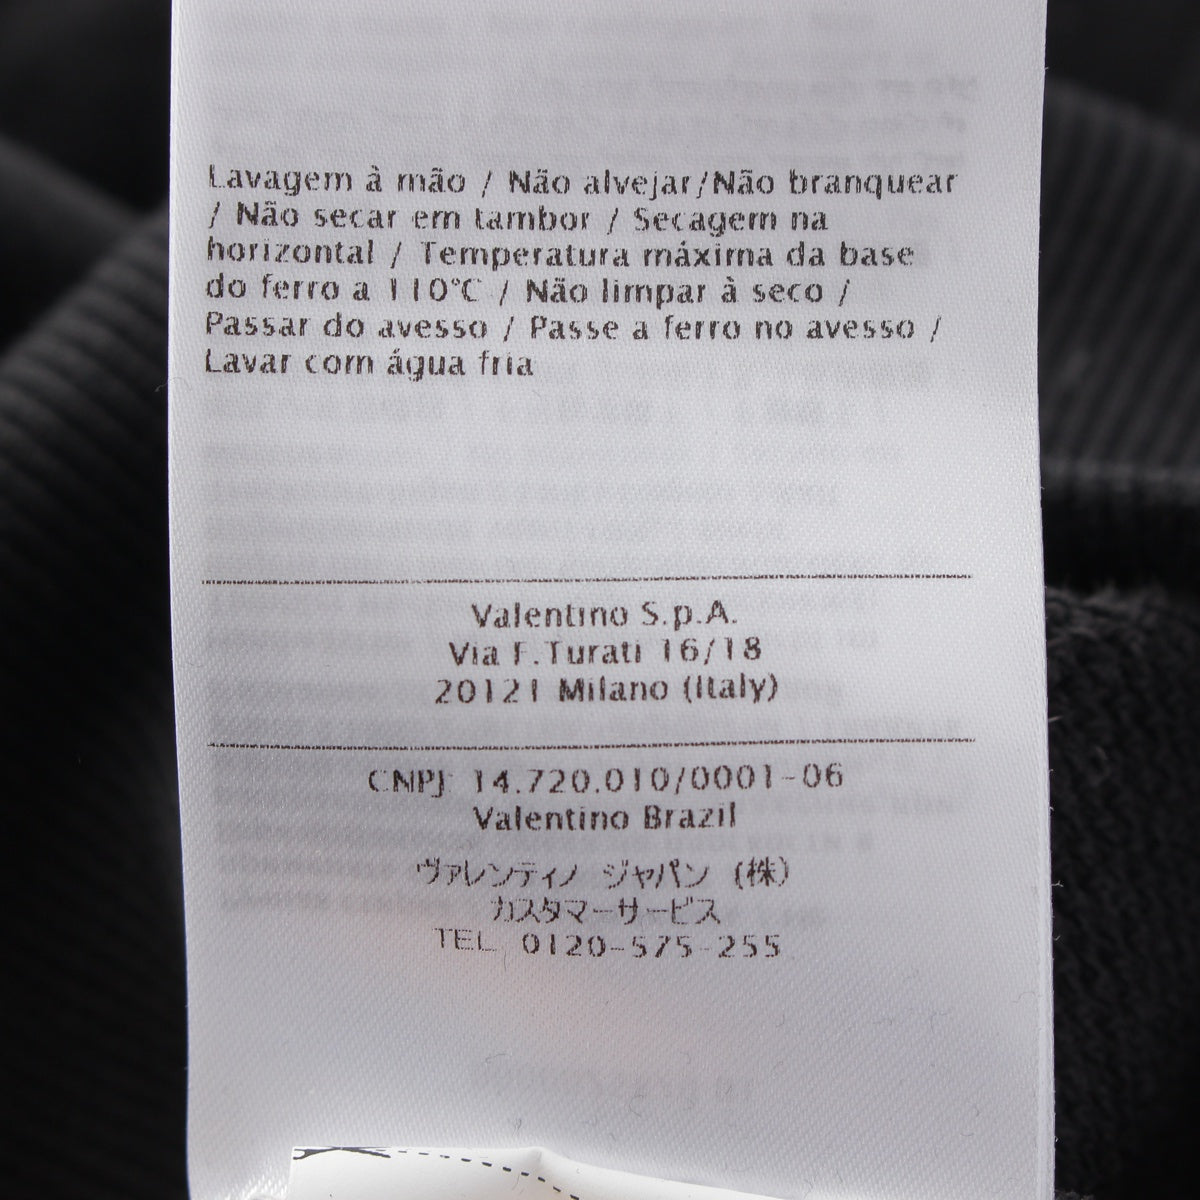 Lavagem à mão / Não alvejar/Não branquear
/ Não secar em tambor / Secagem na
horizontal / Temperatura máxima da base
do ferro a 110°C / Não limpar à seco /
Passar do avesso / Passe a ferro no avesso /
Lavar com água fria
Valentino S.p.A.
Via F.Turati 16/18
20121 Milano (Italy)
CNPJ: 14.720.010/0001-06
Valentino Brazil
ヴァレンティノ ジャパン (株)
カスタマーサービス
TEL. 0120-575-255